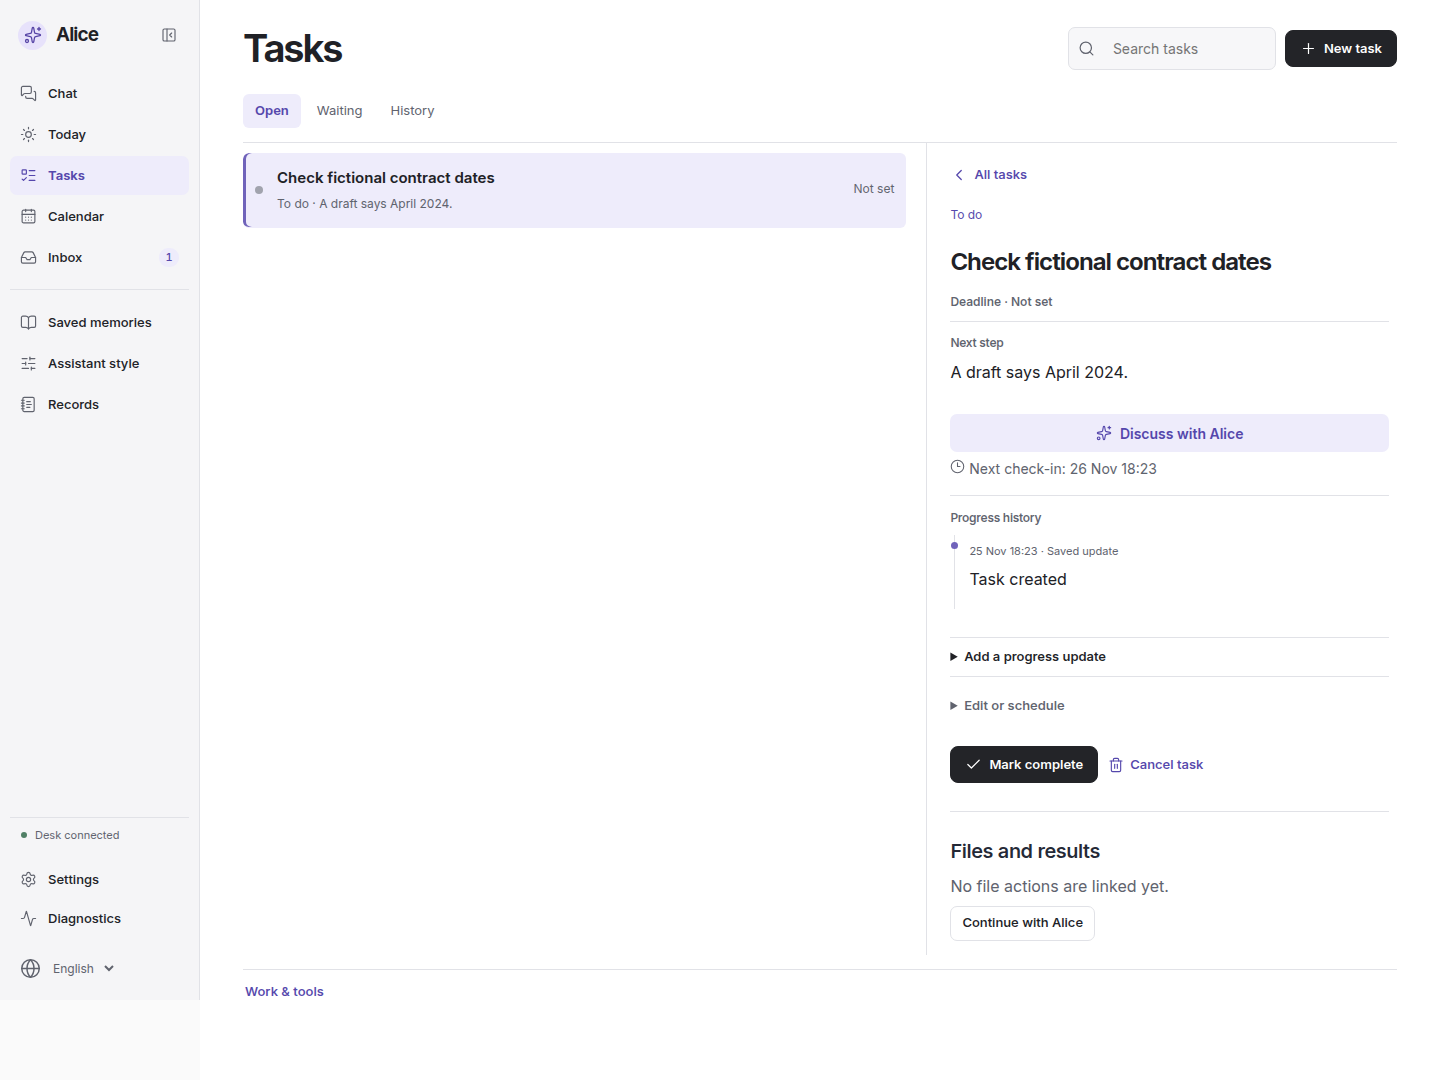 Alice
Chat
Today
Tasks
Calendar
Inbox 1
Saved memories
Assistant style
Records
Desk connected
Settings
Diagnostics
English
Tasks
Search tasks
New task
Open Waiting History
Check fictional contract dates
To do · A draft says April 2024.
Not set
All tasks
To do
Check fictional contract dates
Deadline · Not set
Next step
A draft says April 2024.
Discuss with Alice
Next check-in: 26 Nov 18:23
Progress history
25 Nov 18:23 · Saved update
Task created
Add a progress update
Edit or schedule
Mark complete
Cancel task
Files and results
No file actions are linked yet.
Continue with Alice
Work & tools